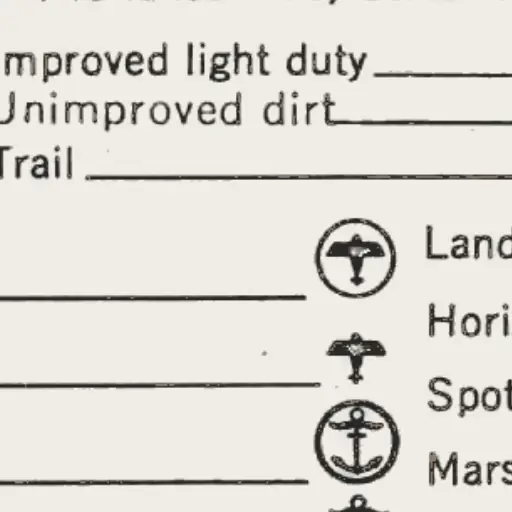 mproved light duty
Unimproved dirt
Trail
Land
Hori
Spot
Mars